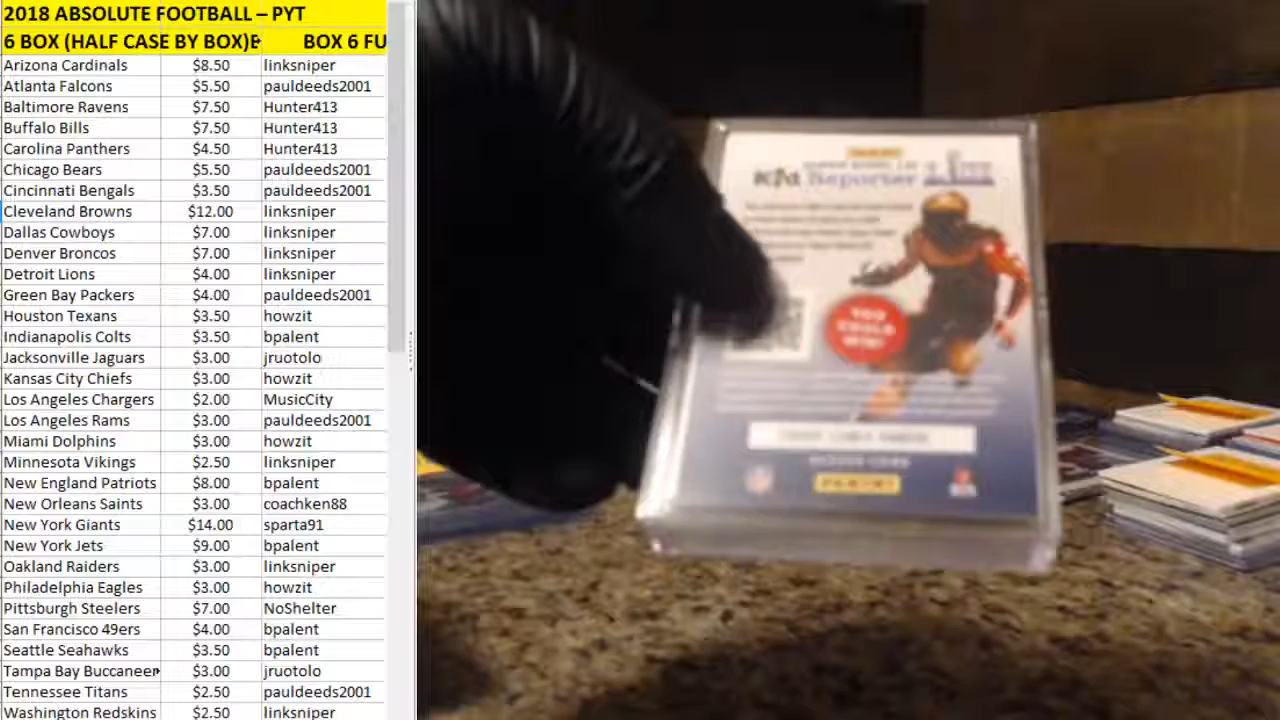 2018 ABSOLUTE FOOTBALL – PYT
6 BOX (HALF CASE BY BOX)E BOX 6 FU
Arizona Cardinals $8.50 linksniper
Atlanta Falcons $5.50 pauldeeds2001
Baltimore Ravens $7.50 Hunter413
Buffalo Bills $7.50 Hunter413
Carolina Panthers $4.50 Hunter413
Chicago Bears $5.50 pauldeeds2001
Cincinnati Bengals $3.50 pauldeeds2001
Cleveland Browns $12.00 linksniper
Dallas Cowboys $7.00 linksniper
Denver Broncos $7.00 linksniper
Detroit Lions $4.00 linksniper
Green Bay Packers $4.00 pauldeeds2001
Houston Texans $3.50 howzit
Indianapolis Colts $3.50 bpalent
Jacksonville Jaguars $3.00 jruotolo
Kansas City Chiefs $3.00 howzit
Los Angeles Chargers $2.00 MusicCity
Los Angeles Rams $3.00 pauldeeds2001
Miami Dolphins $3.00 howzit
Minnesota Vikings $2.50 linksniper
New England Patriots $8.00 bpalent
New Orleans Saints $3.00 coachken88
New York Giants $14.00 sparta91
New York Jets $9.00 bpalent
Oakland Raiders $3.00 linksniper
Philadelphia Eagles $3.00 howzit
Pittsburgh Steelers $7.00 NoShelter
San Francisco 49ers $4.00 bpalent
Seattle Seahawks $3.50 bpalent
Tampa Bay Buccaneer $3.00 jruotolo
Tennessee Titans $2.50 pauldeeds2001
Washington Redskins $2.50 linksniper
Kid Reporter
YOU
COULD
WIN!
PANINI